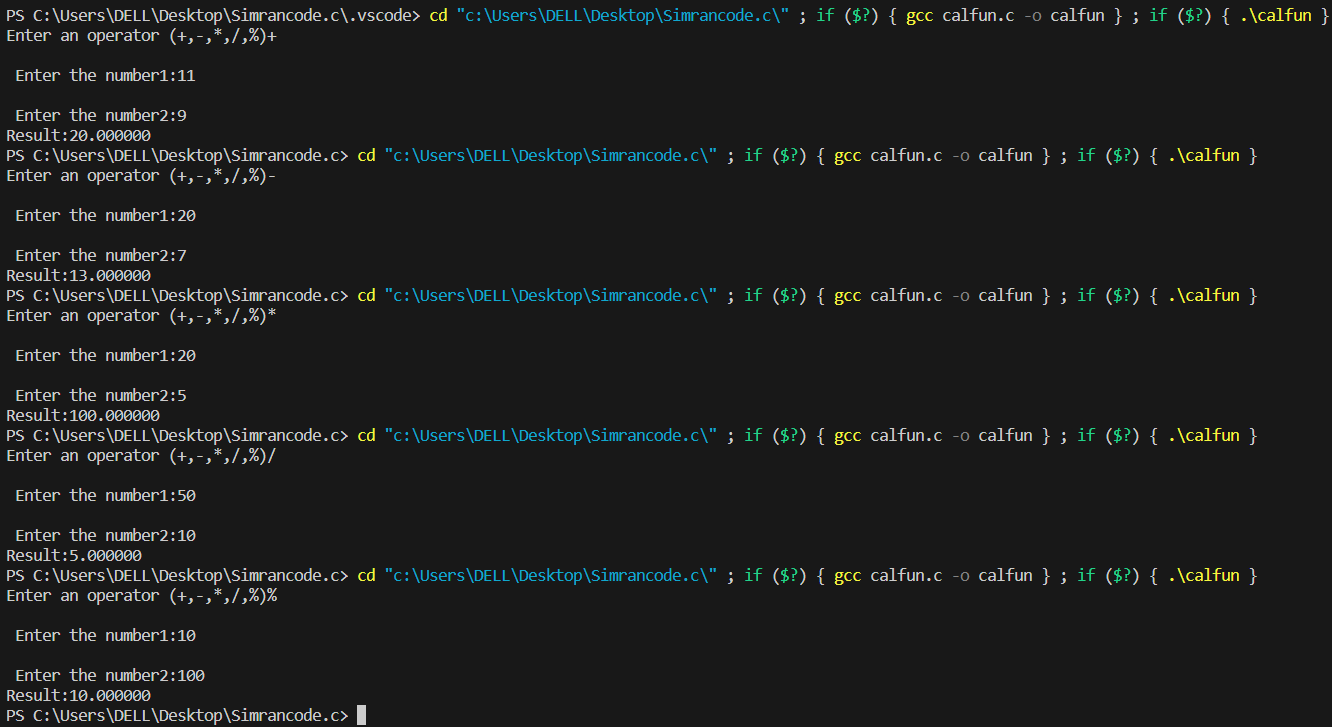 PS C:\Users\DELL\Desktop\Simrancode.c\.vscode> cd "c:\Users\DELL\Desktop\Simrancode.c\" ; if ($?) { gcc calfun.c -o calfun } ; if ($?) { .\calfun }
Enter an operator (+,-,*,/,%)+
Enter the number1:11
Enter the number2:9
Result:20.000000
PS C:\Users\DELL\Desktop\Simrancode.c> cd "c:\Users\DELL\Desktop\Simrancode.c\" ; if ($?) { gcc calfun.c -o calfun } ; if ($?) { .\calfun }
Enter an operator (+,-,*,/,%)-
Enter the number1:20
Enter the number2:7
Result:13.000000
PS C:\Users\DELL\Desktop\Simrancode.c> cd "c:\Users\DELL\Desktop\Simrancode.c\" ; if ($?) { gcc calfun.c -o calfun } ; if ($?) { .\calfun }
Enter an operator (+,-,*,/,%)*
Enter the number1:20
Enter the number2:5
Result:100.000000
PS C:\Users\DELL\Desktop\Simrancode.c> cd "c:\Users\DELL\Desktop\Simrancode.c\" ; if ($?) { gcc calfun.c -o calfun } ; if ($?) { .\calfun }
Enter an operator (+,-,*,/,%)/
Enter the number1:50
Enter the number2:10
Result:5.000000
PS C:\Users\DELL\Desktop\Simrancode.c> cd "c:\Users\DELL\Desktop\Simrancode.c\" ; if ($?) { gcc calfun.c -o calfun } ; if ($?) { .\calfun }
Enter an operator (+,-,*,/,%)%
Enter the number1:10
Enter the number2:100
Result:10.000000
PS C:\Users\DELL\Desktop\Simrancode.c>